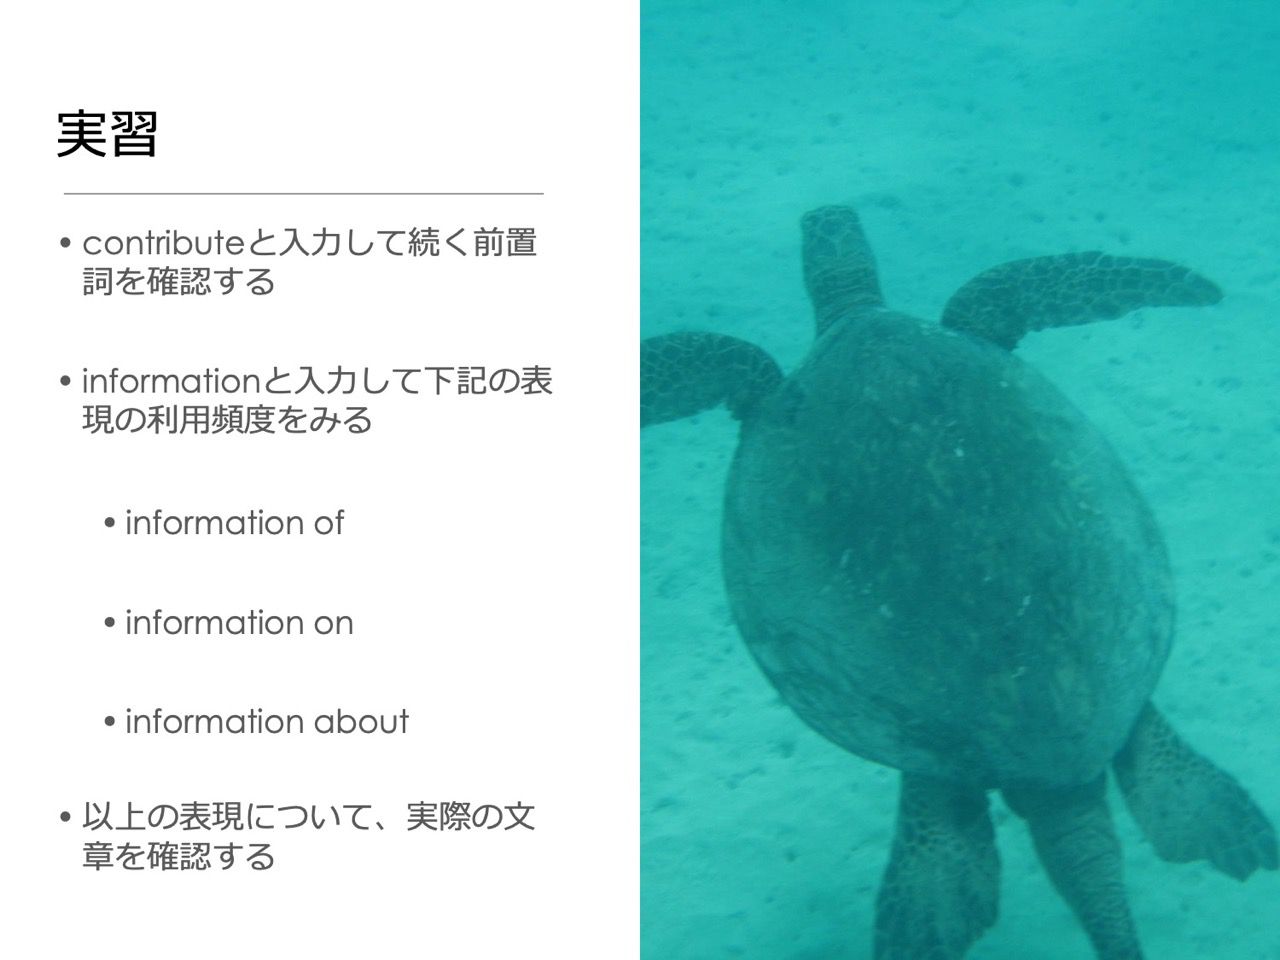 実習
• contributeと入力して続く前置
詞を確認する
• informationと入力して下記の表
現の利用頻度をみる
• information of
• information on
• information about
• 以上の表現について、実際の文
章を確認する